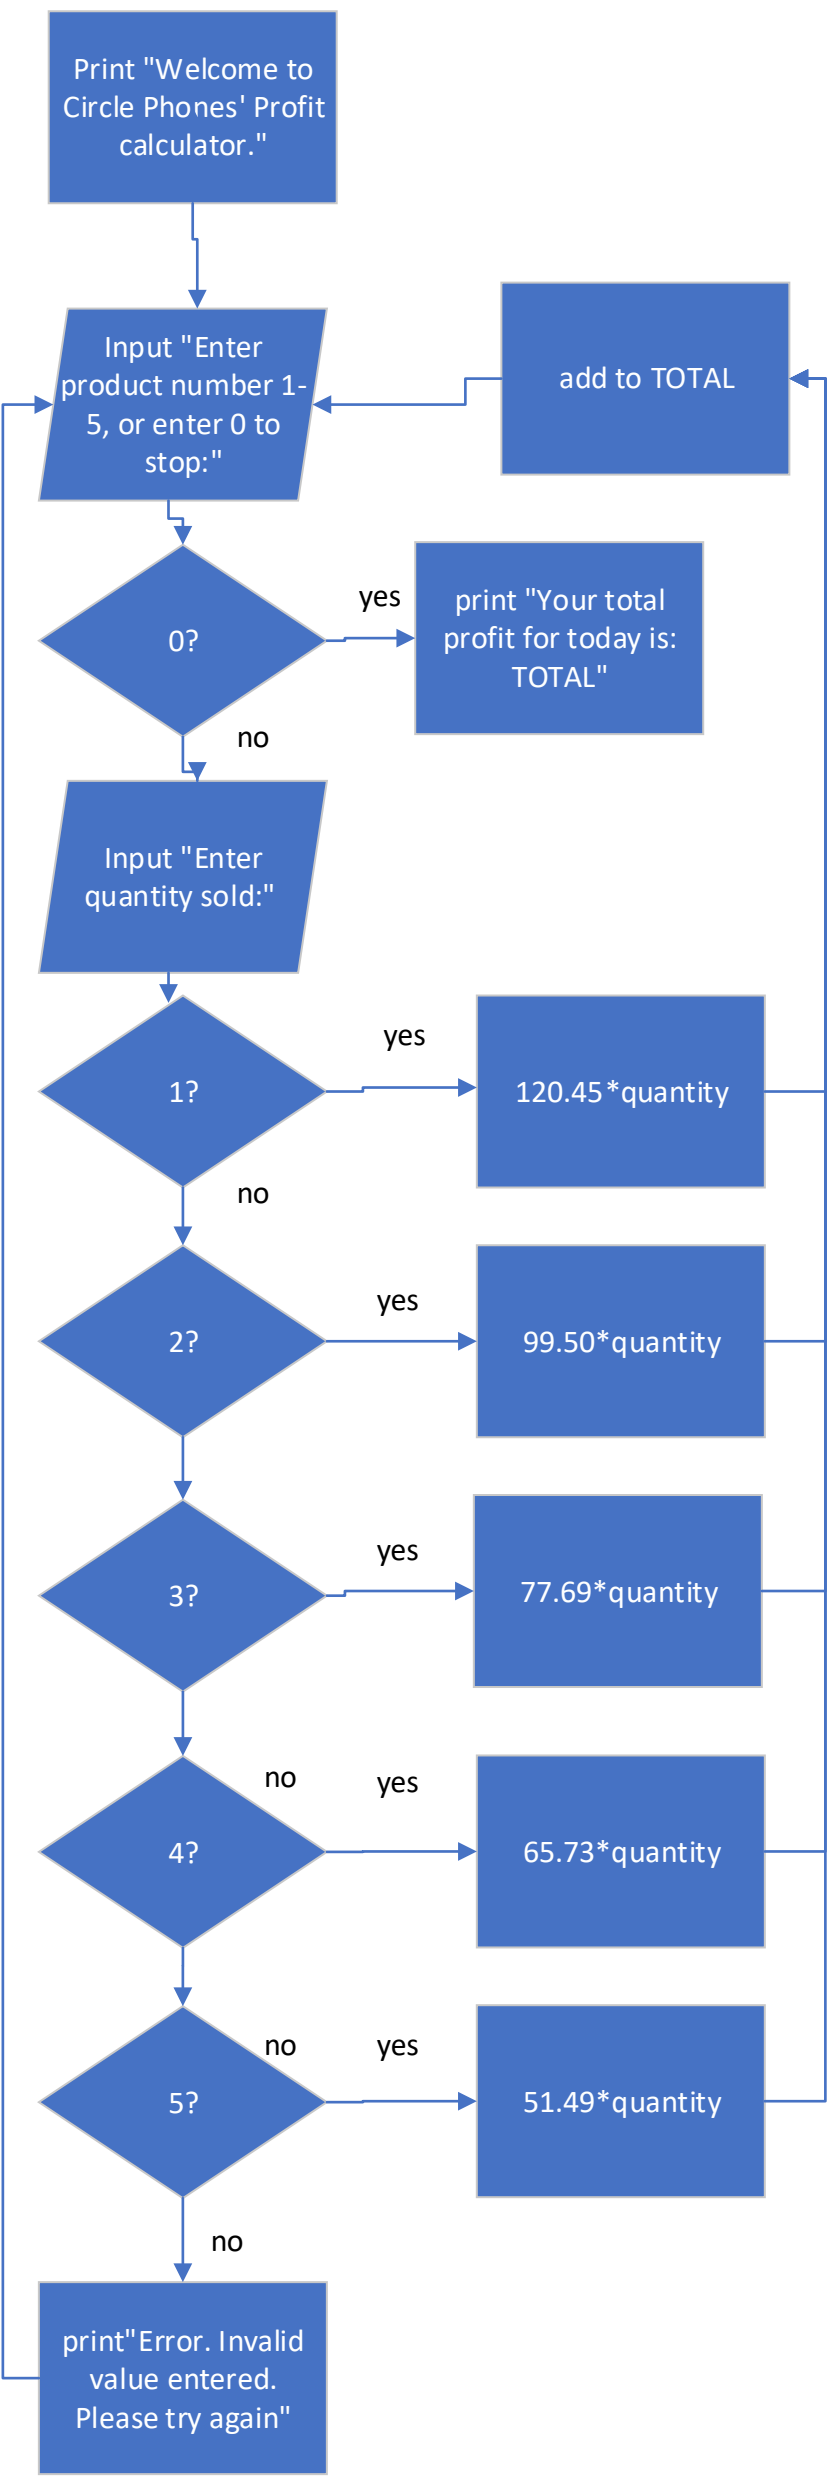 Print "Welcome to
Circle Phones' Profit
calculator."
Input "Enter
product number 1-
5, or enter 0 to
stop:"
add to TOTAL
0?
yes
print "Your total
profit for today is:
TOTAL"
no
Input "Enter
quantity sold:"
1?
yes
120.45*quantity
no
2?
yes
99.50*quantity
3?
yes
77.69*quantity
no
4?
yes
65.73*quantity
no
5?
yes
51.49*quantity
no
print"Error. Invalid
value entered.
Please try again"